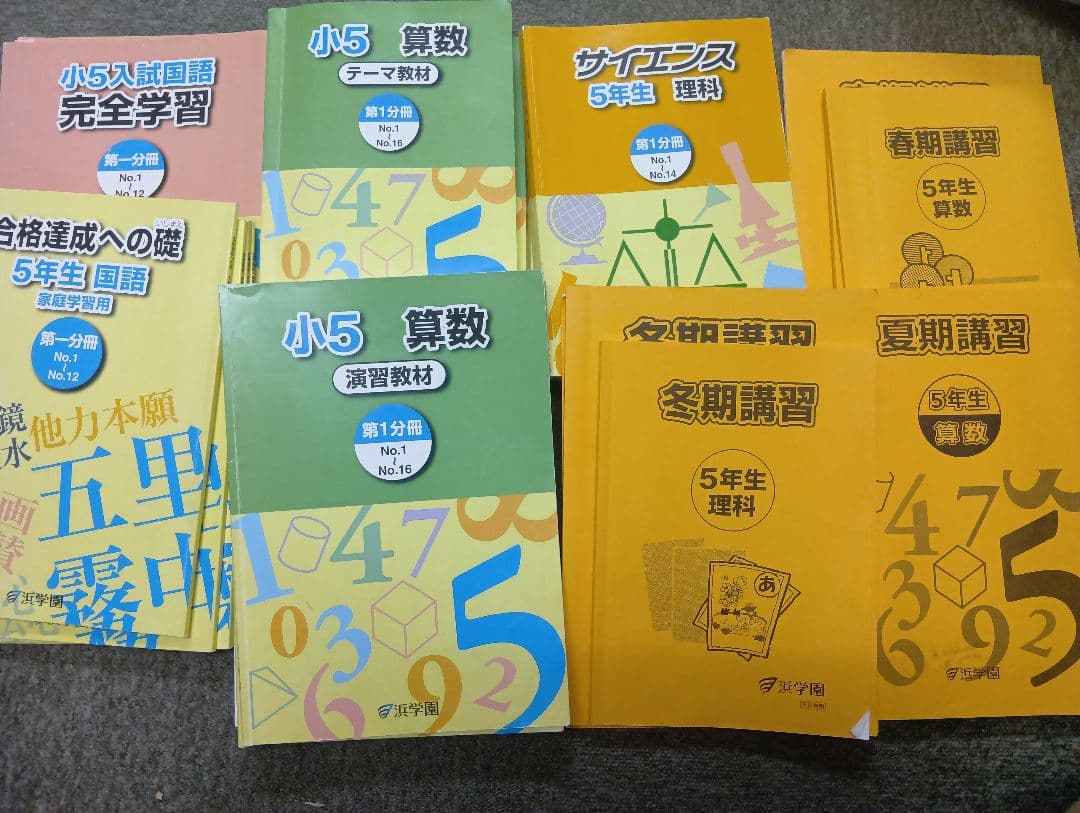 小5入試国語
完全学習
第一分冊
No.1
～
No.12
小5 算数
テーマ教材
第1分冊
No.1
～
No.16
サイエンス
5年生 理科
第1分冊
No.1
～
No.14
春期講習
5年生
算数
合格達成への礎
5年生 国語
家庭学習用
第一分冊
No.1
～
No.12
鏡
水
他力本願
五里
霧中
画
賛
浜学園
小5 算数
演習教材
第1分冊
No.1
～
No.16
浜学園
冬期講習
冬期講習
5年生
理科
あ
浜学園
夏期講習
5年生
算数
浜学園